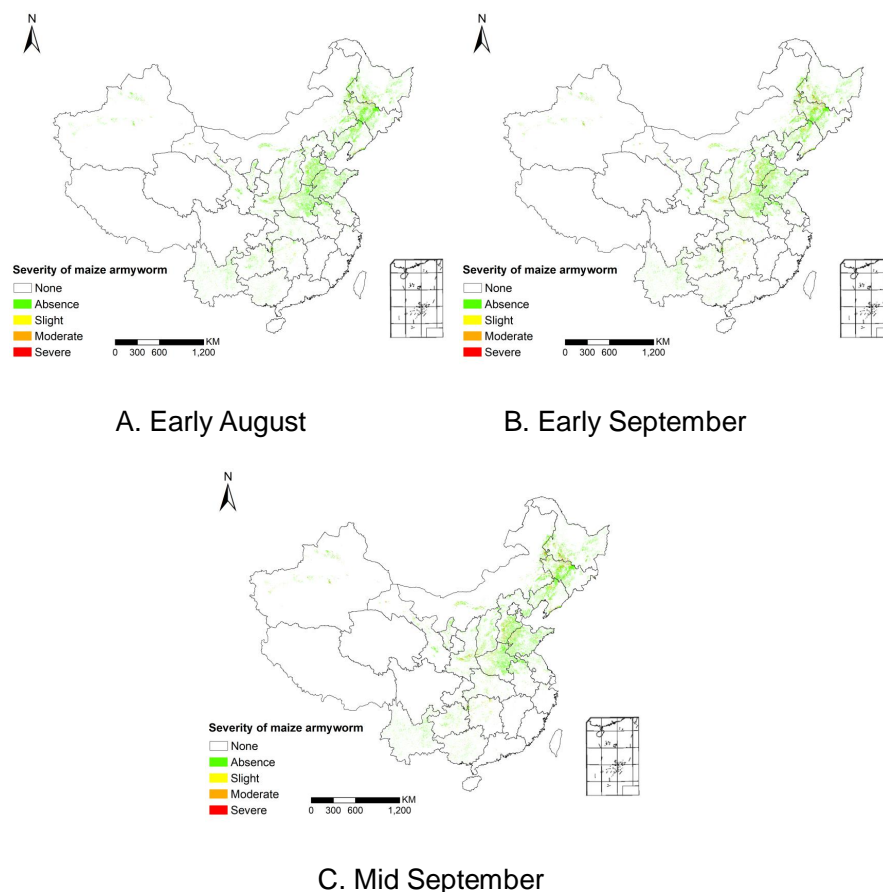 N
Severity of maize armyworm
None
Absence
Slight
Moderate
Severe
KM
0 300 600 1,200
A. Early August
N
Severity of maize armyworm
None
Absence
Slight
Moderate
Severe
KM
0 300 600 1,200
B. Early September
N
Severity of maize armyworm
None
Absence
Slight
Moderate
Severe
KM
0 300 600 1,200
C. Mid September